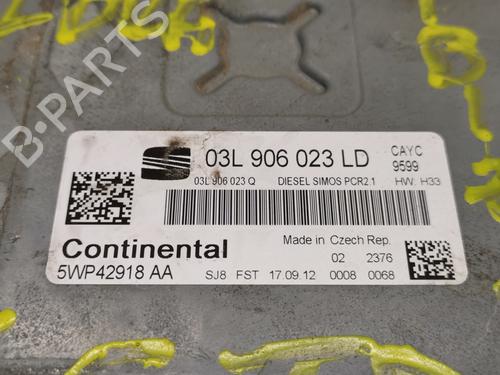 03L 906 023 LD
CAYC
9599
03L 906 023 Q
DIESEL SIMOS PCR2.1
HW: H33
Continental
Made in Czech Rep.
02 2376
5WP42918 AA
SJ8 FST 17.09.12 0008 0068
B-PARTS